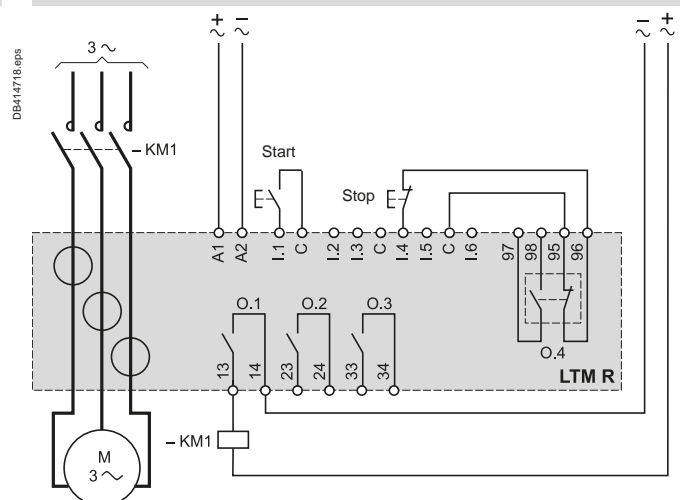 DB414718.eps
3 ~
– KM1
+ –
~ ~
– +
~ ~
Start
Stop
A1 A2 I.1 C I.2 I.3 C I.4 I.5 C I.6 97 98 95 96
O.1 O.2 O.3
O.4
13 14 23 24 33 34
LTM R
– KM1
M
3 ~